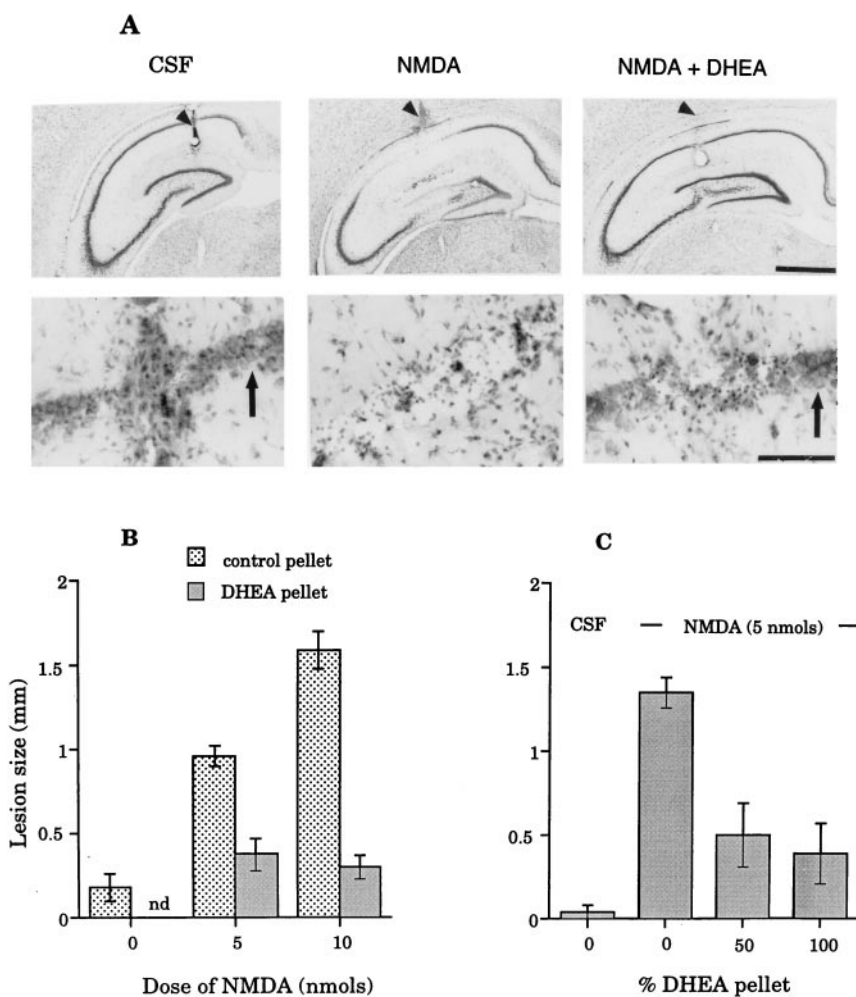 A
CSF NMDA NMDA + DHEA
B
control pellet
DHEA pellet
2
1.5
1
0.5
0
Lesion size (mm)
nd
0 5 10
Dose of NMDA (nmols)
C
2
1.5
1
0.5
0
CSF — NMDA (5 nmols) —
0 0 50 100
% DHEA pellet